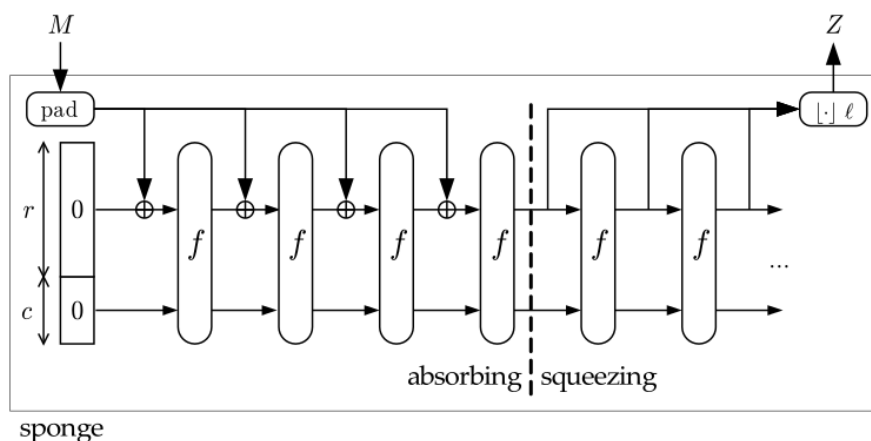 M Z
pad ⌊·⌋ ℓ
r 0 f f f f f f
c 0 ...
absorbing squeezing
sponge